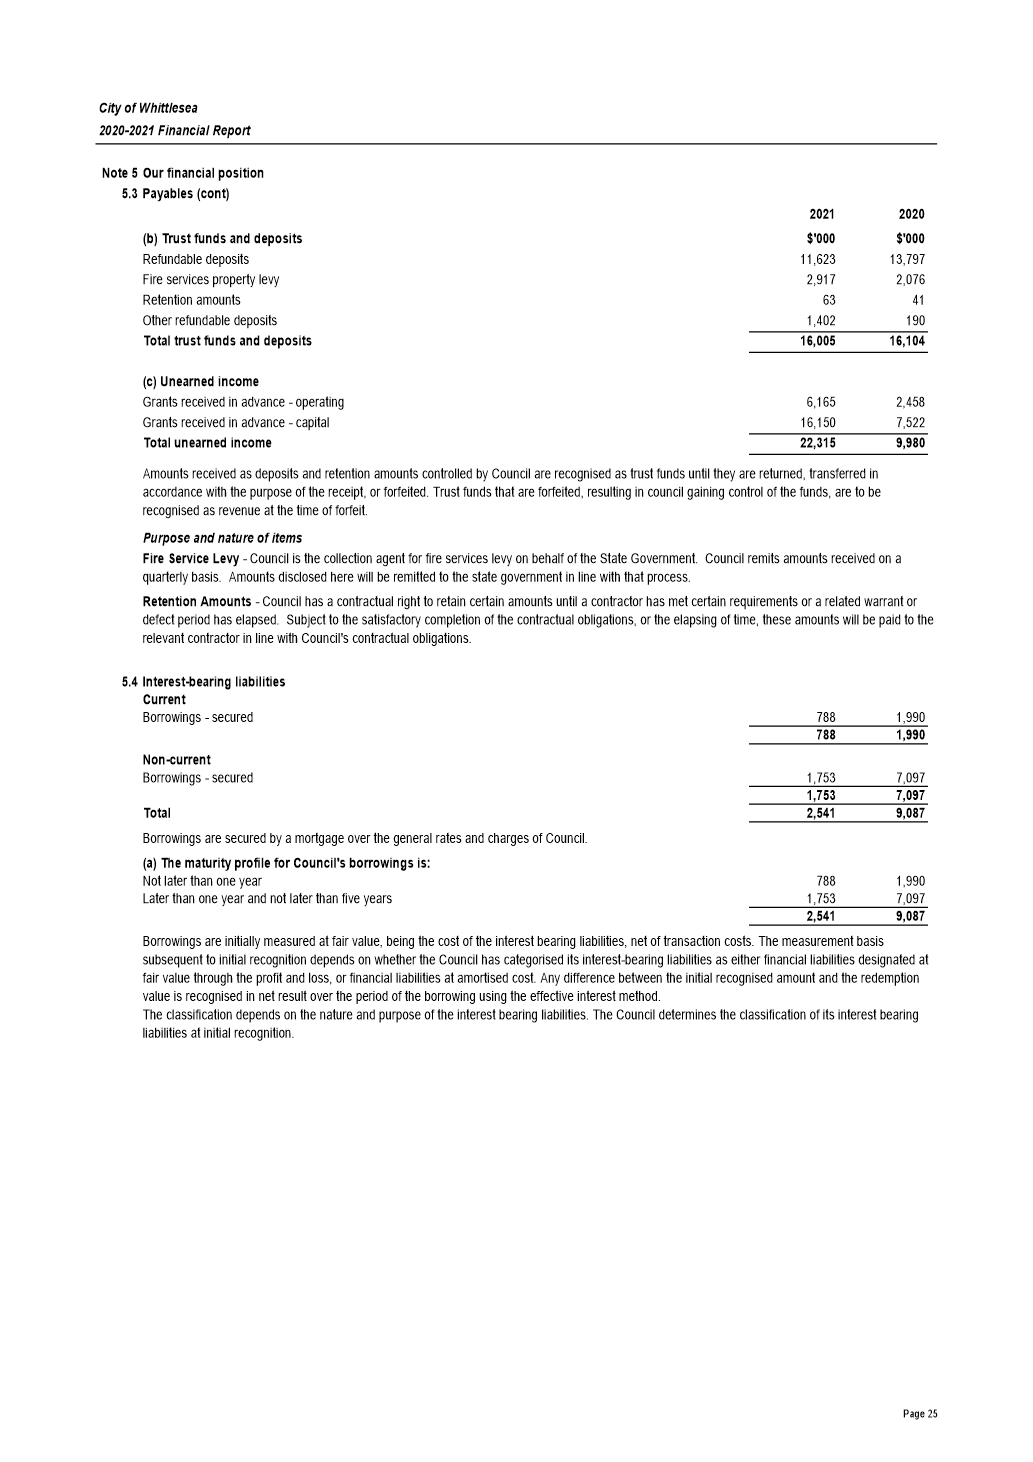 City of Whittlesea
2020-2021 Financial Report
Note 5 Our financial position
5.3 Payables (cont)
2021 2020
(b) Trust funds and deposits $'000 $'000
Refundable deposits 11,623 13,797
Fire services property levy 2,917 2,076
Retention amounts 63 41
Other refundable deposits 1,402 190
Total trust funds and deposits 16,005 16,104
(c) Unearned income
Grants received in advance - operating 6,165 2,458
Grants received in advance - capital 16,150 7,522
Total unearned income 22,315 9,980
Amounts received as deposits and retention amounts controlled by Council are recognised as trust funds until they are returned, transferred in
accordance with the purpose of the receipt, or forfeited. Trust funds that are forfeited, resulting in council gaining control of the funds, are to be
recognised as revenue at the time of forfeit.
Purpose and nature of items
Fire Service Levy - Council is the collection agent for fire services levy on behalf of the State Government. Council remits amounts received on a
quarterly basis. Amounts disclosed here will be remitted to the state government in line with that process.
Retention Amounts - Council has a contractual right to retain certain amounts until a contractor has met certain requirements or a related warrant or
defect period has elapsed. Subject to the satisfactory completion of the contractual obligations, or the elapsing of time, these amounts will be paid to the
relevant contractor in line with Council's contractual obligations.
5.4 Interest-bearing liabilities
Current
Borrowings - secured 788 1,990
788 1,990
Non-current
Borrowings - secured 1,753 7,097
1,753 7,097
Total 2,541 9,087
Borrowings are secured by a mortgage over the general rates and charges of Council.
(a) The maturity profile for Council's borrowings is:
Not later than one year 788 1,990
Later than one year and not later than five years 1,753 7,097
2,541 9,087
Borrowings are initially measured at fair value, being the cost of the interest bearing liabilities, net of transaction costs. The measurement basis
subsequent to initial recognition depends on whether the Council has categorised its interest-bearing liabilities as either financial liabilities designated at
fair value through the profit and loss, or financial liabilities at amortised cost. Any difference between the initial recognised amount and the redemption
value is recognised in net result over the period of the borrowing using the effective interest method.
The classification depends on the nature and purpose of the interest bearing liabilities. The Council determines the classification of its interest bearing
liabilities at initial recognition.
Page 25